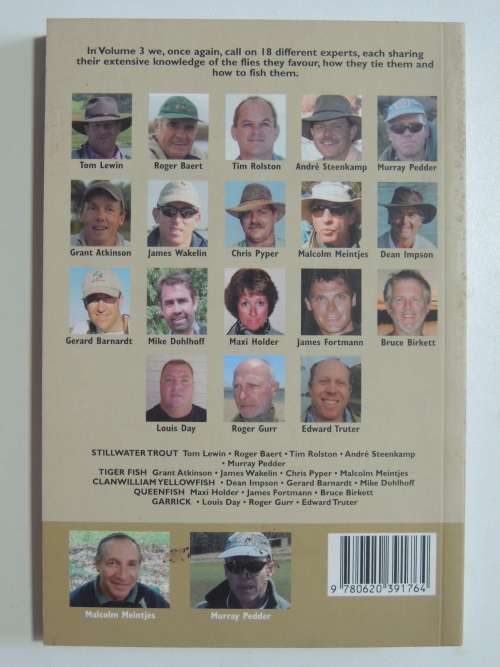 In Volume 3 we, once again, call on 18 different experts, each sharing
their extensive knowledge of the flies they favour, how they tie them and
how to fish them.
Tom Lewin Roger Baert Tim Rolston André Steenkamp Murray Pedder
Grant Atkinson James Wakelin Chris Pyper Malcolm Meintjes Dean Impson
Gerard Barnardt Mike Dohlhoff Maxi Holder James Fortmann Bruce Birkett
Louis Day Roger Gurr Edward Truter
STILLWATER TROUT Tom Lewin • Roger Baert • Tim Rolston • André Steenkamp
• Murray Pedder
TIGER FISH Grant Atkinson • James Wakelin • Chris Pyper • Malcolm Meintjes
CLANWILLIAM YELLOWFISH • Dean Impson • Gerard Barnardt • Mike Dohlhoff
QUEENFISH Maxi Holder • James Fortmann • Bruce Birkett
GARRICK • Louis Day • Roger Gurr • Edward Truter
Malcolm Meintjes Murray Pedder
9 780620 391764